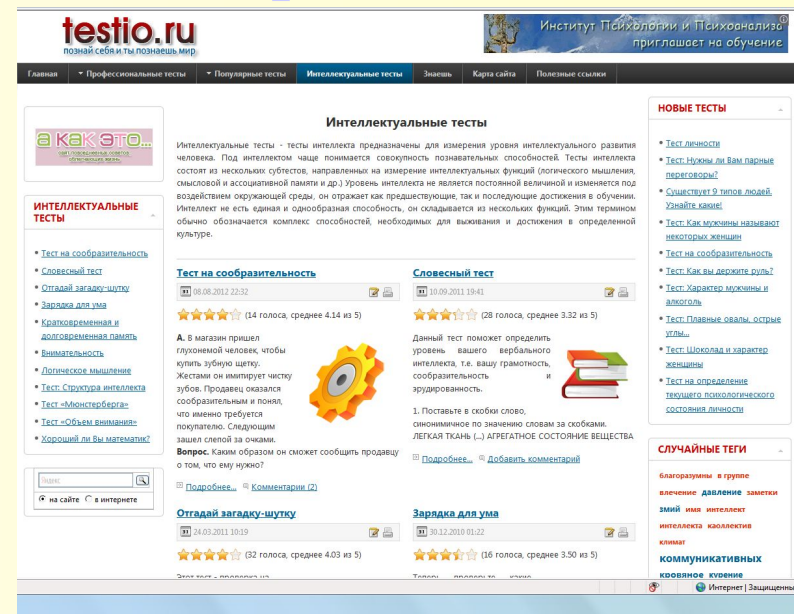 testio.ru
познай себя и ты познаешь мир
Институт Психологии и Психоанализа
приглашает на обучение
Главная
Профессиональные тесты
Популярные тесты
Интеллектуальные тесты
Знаешь
Карта сайта
Полезные ссылки
а как это...
ИНТЕЛЛЕКТУАЛЬНЫЕ
ТЕСТЫ
Тест на сообразительность
Словесный тест
Отгадай загадку-шутку
Зарядка для ума
Кратковременная и
долговременная память
Внимательность
Логическое мышление
Тест: Структура интеллекта
Тест «Мюнстерберга»
Тест «Объем внимания»
Хороший ли Вы математик?
на сайте в интернете
Интеллектуальные тесты
Интеллектуальные тесты - тесты интеллекта предназначены для измерения уровня интеллектуального развития
человека. Под интеллектом чаще понимается совокупность познавательных способностей. Тесты интеллекта
состоят из нескольких субтестов, направленных на измерение интеллектуальных функций (логического мышления,
смысловой и ассоциативной памяти и др.) Уровень интеллекта не является постоянной величиной и изменяется под
воздействием окружающей среды, он отражает как предшествующие, так и последующие достижения в обучении.
Интеллект не есть единая и однообразная способность, он складывается из нескольких функций. Этим термином
обычно обозначается комплекс способностей, необходимых для выживания и достижения в определенной
культуре.
Тест на сообразительность
08.08.2012 22:32
(14 голоса, среднее 4.14 из 5)
А. В магазин пришел
глухонемой человек, чтобы
купить зубную щетку.
Жестами он имитирует чистку
зубов. Продавец оказался
сообразительным и понял,
что именно требуется
покупателю. Следующим
зашел слепой за очками.
Вопрос. Каким образом он сможет сообщить продавцу
о том, что ему нужно?
Подробнее... Комментарии (2)
Словесный тест
10.09.2011 19:41
(28 голоса, среднее 3.32 из 5)
Данный тест поможет определить
уровень вашего вербального
интеллекта, т.е. вашу грамотность,
сообразительность и
эрудированность.
1. Поставьте в скобки слово,
синонимичное по значению словам за скобками.
ЛЕГКАЯ ТКАНЬ (...) АГРЕГАТНОЕ СОСТОЯНИЕ ВЕЩЕСТВА
Подробнее... Добавить комментарий
Отгадай загадку-шутку
24.03.2011 10:19
(32 голоса, среднее 4.03 из 5)
Этот тест - проверка на
Зарядка для ума
30.12.2010 01:22
(16 голоса, среднее 3.50 из 5)
Теперь проверьте какие
НОВЫЕ ТЕСТЫ
Тест личности
Тест: Нужны ли Вам парные
переговоры?
Существует 9 типов людей.
Узнайте какие!
Тест: Как мужчины называют
некоторых женщин
Тест на сообразительность
Тест: Как вы держите руль?
Тест: Характер мужчины и
алкоголь
Тест: Плавные овалы, острые
углы...
Тест: Шоколад и характер
женщины
Тест на определение
текущего психологического
состояния личности
СЛУЧАЙНЫЕ ТЕГИ
благоразумны в группе
влечение давление заметки
змий имя интеллект
интеллекта каоллектив
климат
коммуникативных
кровяное курение
Интернет | Защищенны